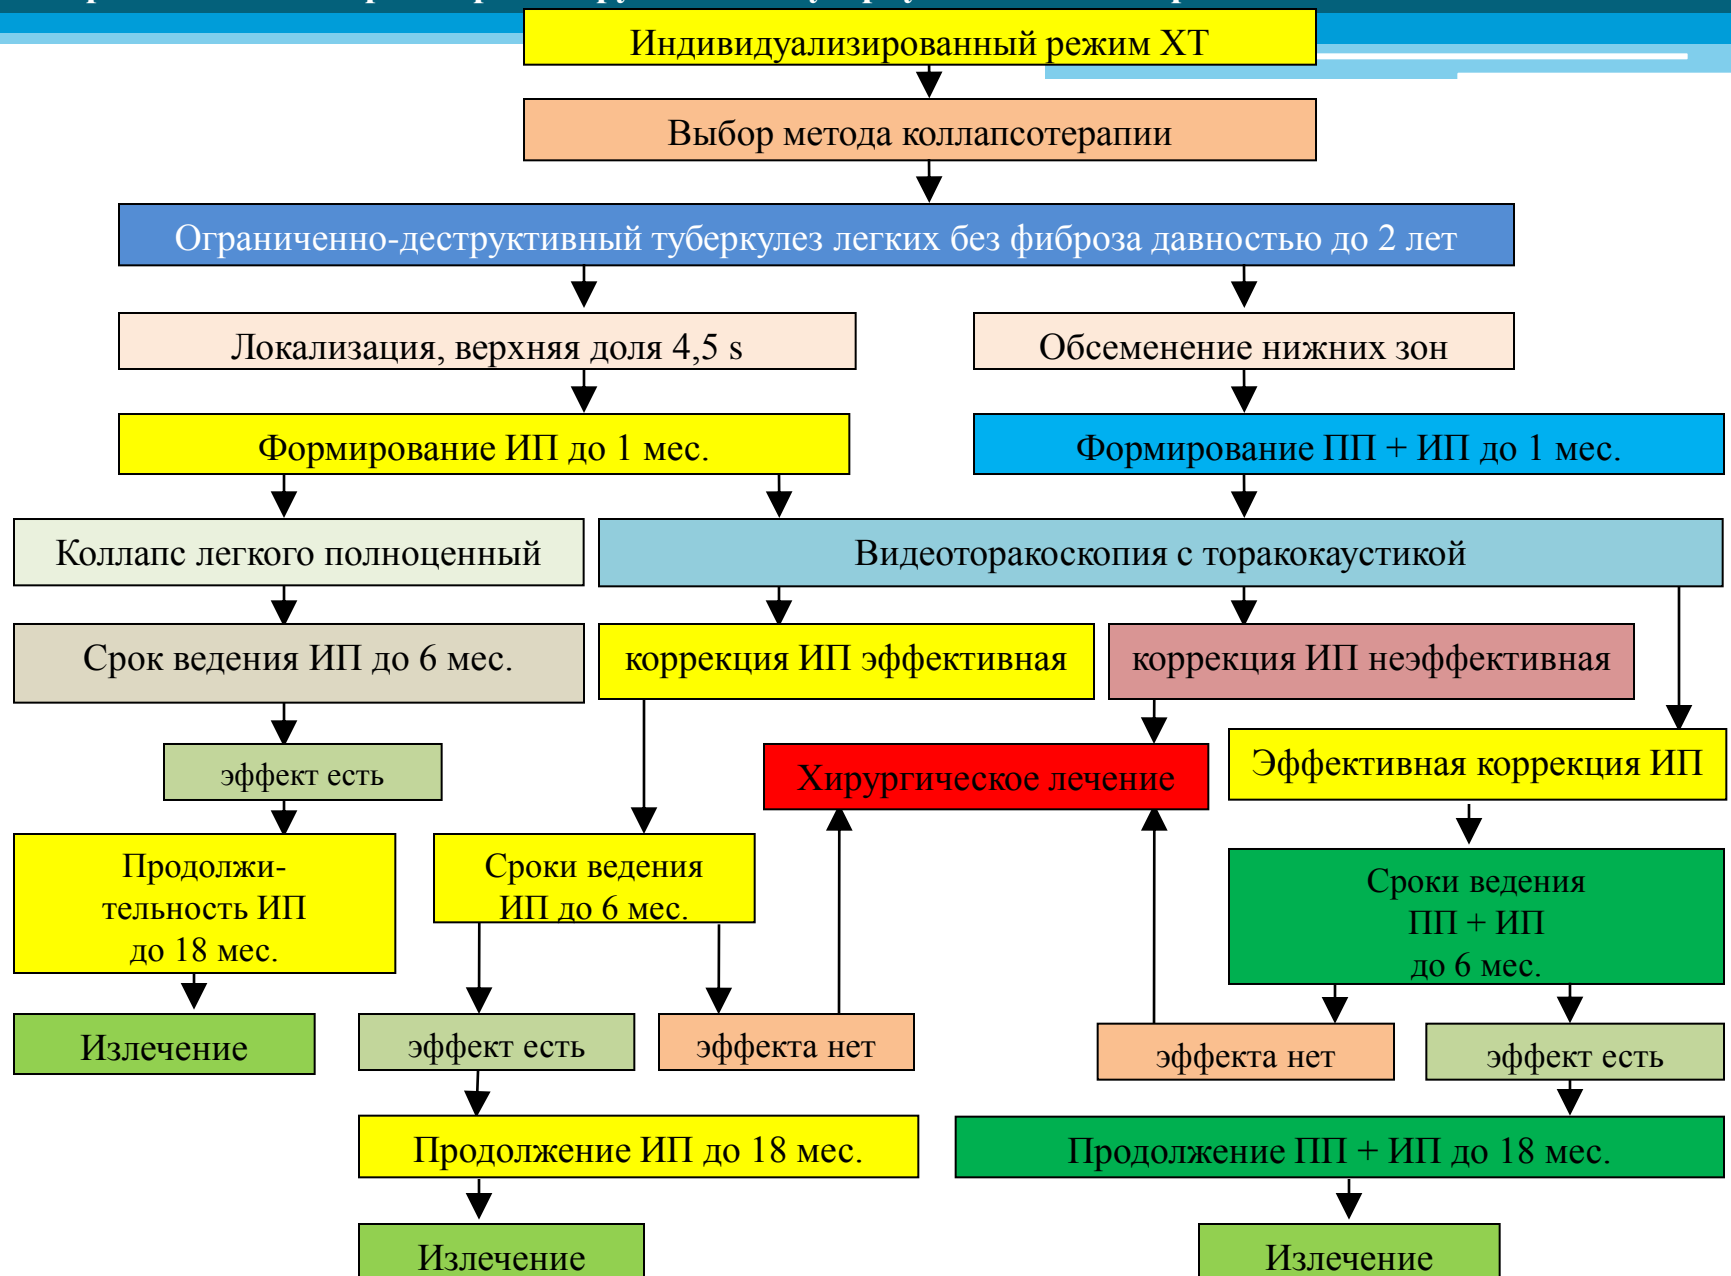 Индивидуализированный режим ХТ
Выбор метода коллапсотерапии
Ограниченно-деструктивный туберкулез легких без фиброза давностью до 2 лет
Локализация, верхняя доля 4,5 s
Обсеменение нижних зон
Формирование ИП до 1 мес.
Формирование ПП + ИП до 1 мес.
Коллапс легкого полноценный
Видеоторакоскопия с торакокаустикой
Срок ведения ИП до 6 мес.
коррекция ИП эффективная
коррекция ИП неэффективная
эффект есть
Хирургическое лечение
Эффективная коррекция ИП
Продолжи-
тельность ИП
до 18 мес.
Сроки ведения
ИП до 6 мес.
Сроки ведения
ПП + ИП
до 6 мес.
Излечение
эффект есть
эффекта нет
эффекта нет
эффект есть
Продолжение ИП до 18 мес.
Продолжение ПП + ИП до 18 мес.
Излечение
Излечение